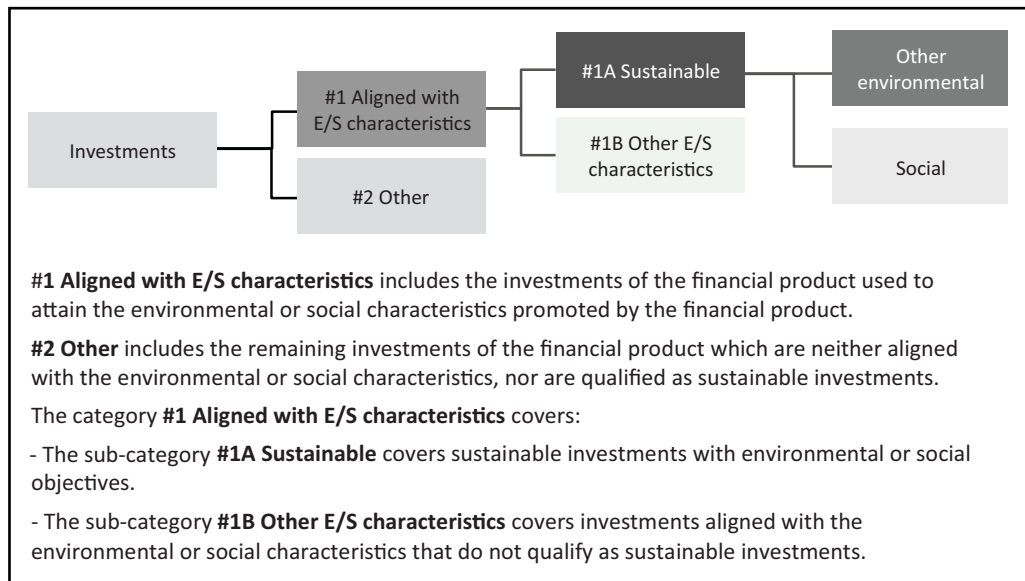 Investments
#1 Aligned with
E/S characteristics
#2 Other
#1A Sustainable
#1B Other E/S
characteristics
Other
environmental
Social
#1 Aligned with E/S characteristics includes the investments of the financial product used to
attain the environmental or social characteristics promoted by the financial product.
#2 Other includes the remaining investments of the financial product which are neither aligned
with the environmental or social characteristics, nor are qualified as sustainable investments.
The category #1 Aligned with E/S characteristics covers:
- The sub-category #1A Sustainable covers sustainable investments with environmental or social
objectives.
- The sub-category #1B Other E/S characteristics covers investments aligned with the
environmental or social characteristics that do not qualify as sustainable investments.